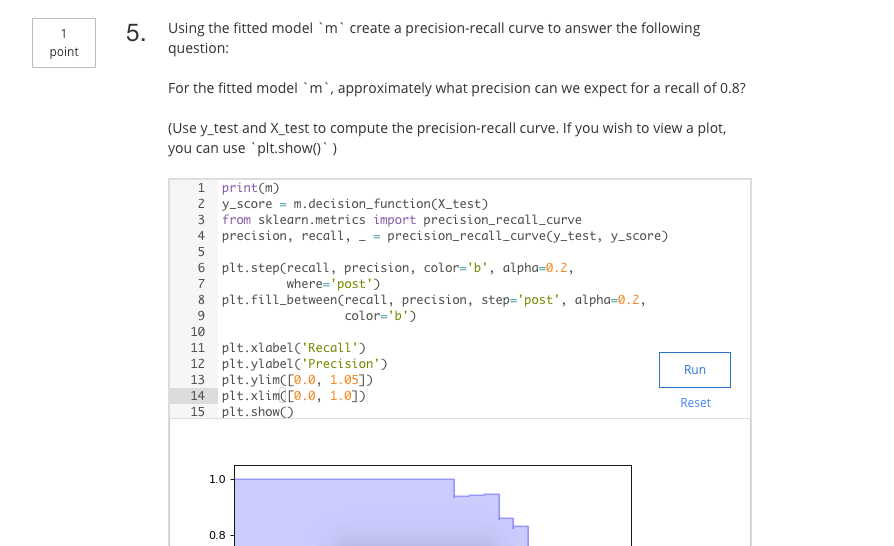 1
point
5.
Using the fitted model `m` create a precision-recall curve to answer the following
question:
For the fitted model `m`, approximately what precision can we expect for a recall of 0.8?
(Use y_test and X_test to compute the precision-recall curve. If you wish to view a plot,
you can use `plt.show()` )
1 print(m)
2 y_score = m.decision_function(X_test)
3 from sklearn.metrics import precision_recall_curve
4 precision, recall, _ = precision_recall_curve(y_test, y_score)
5
6 plt.step(recall, precision, color='b', alpha=0.2,
7         where='post')
8 plt.fill_between(recall, precision, step='post', alpha=0.2,
9                 color='b')
10
11 plt.xlabel('Recall')
12 plt.ylabel('Precision')
13 plt.ylim([0.0, 1.05])
14 plt.xlim([0.0, 1.0])
15 plt.show()
Run
Reset
1.0
0.8